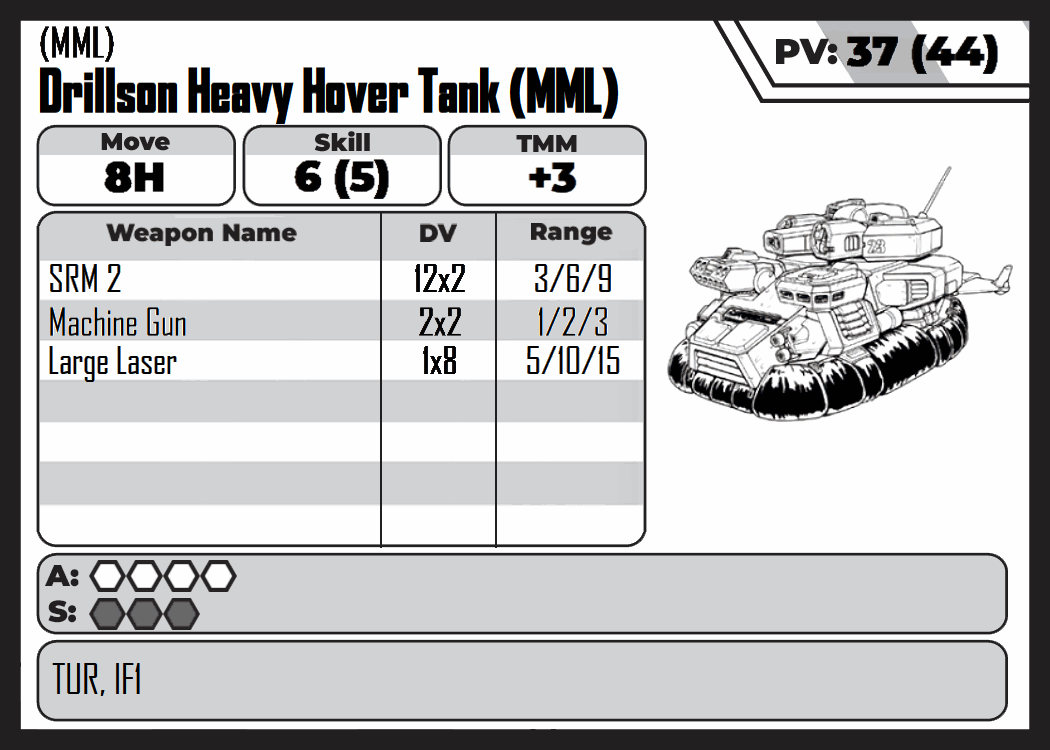 (MML)
Drillson Heavy Hover Tank (MML)
PV: 37 (44)
Move
8H
Skill
6 (5)
TMM
+3
Weapon Name DV Range
SRM 2 12x2 3/6/9
Machine Gun 2x2 1/2/3
Large Laser 1x8 5/10/15
23
A:
S:
TUR, IF1